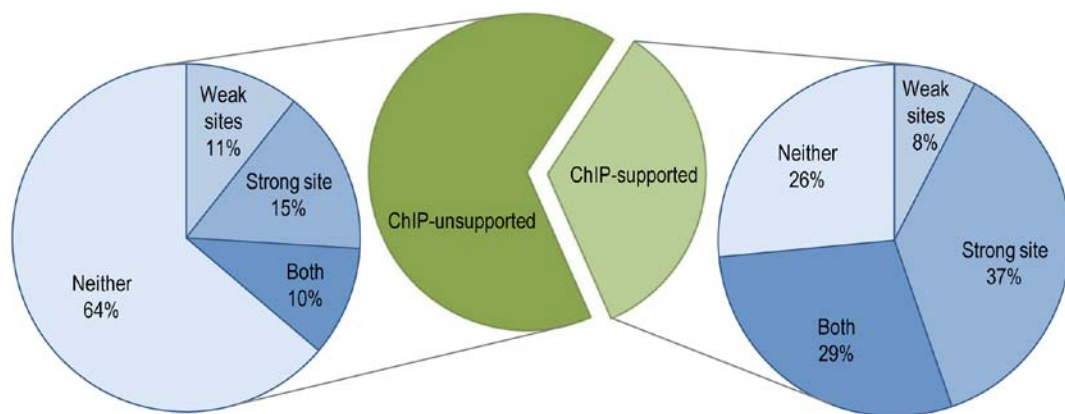 Weak
sites
11%
Strong site
15%
Both
10%
Neither
64%
ChIP-unsupported
ChIP-supported
Weak
sites
8%
Strong site
37%
Both
29%
Neither
26%